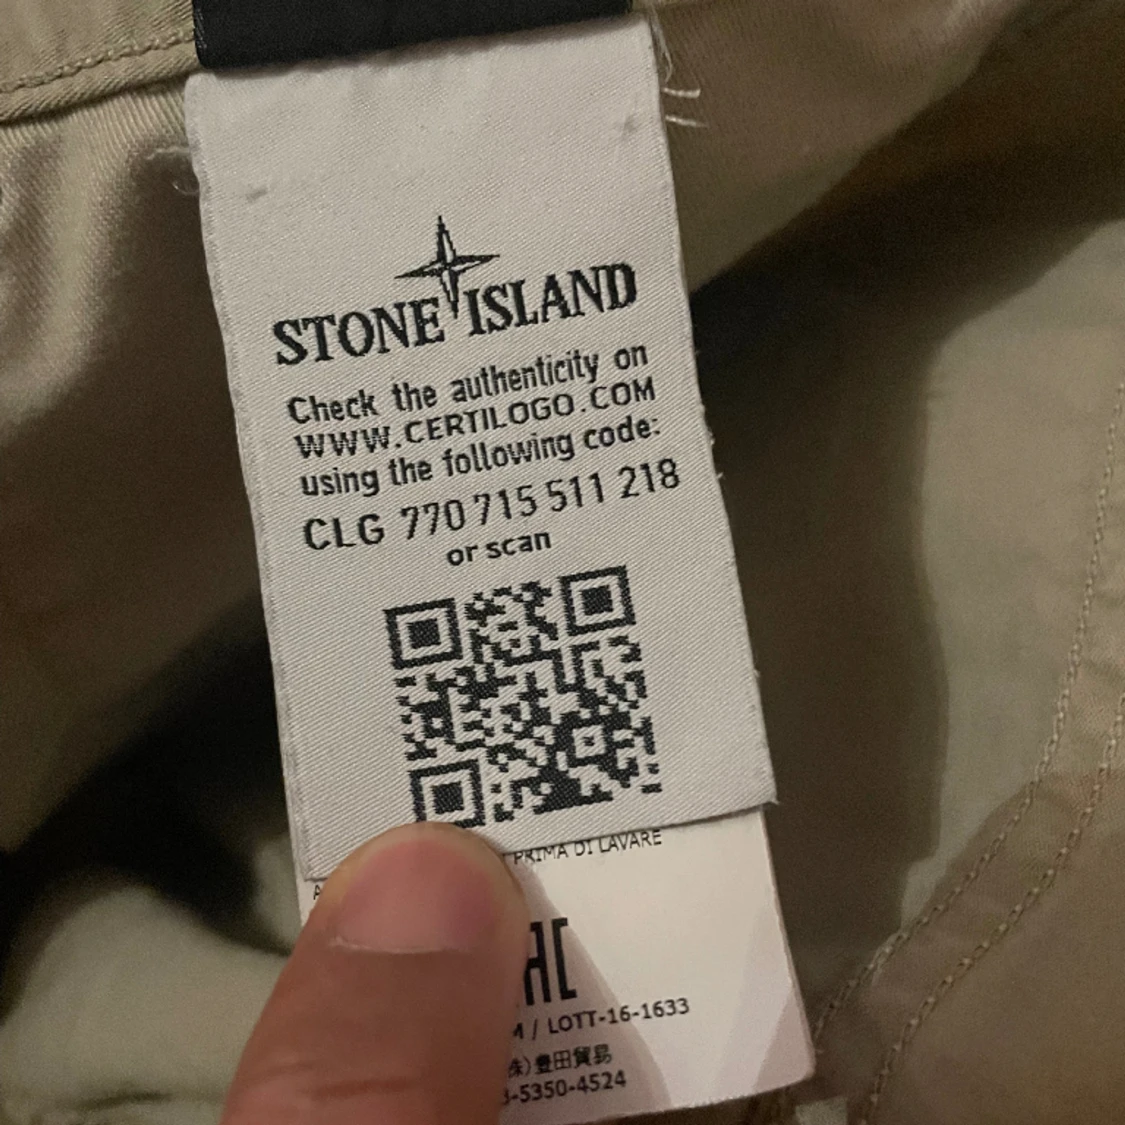 STONE ISLAND
Check the authenticity on
WWW.CERTILOGO.COM
using the following code:
CLG 770 715 511 218
or scan
PRIMA DI LAVARE
A
EAC
M / LOTT-16-1633
株）豊田貿易
3-5350-4524